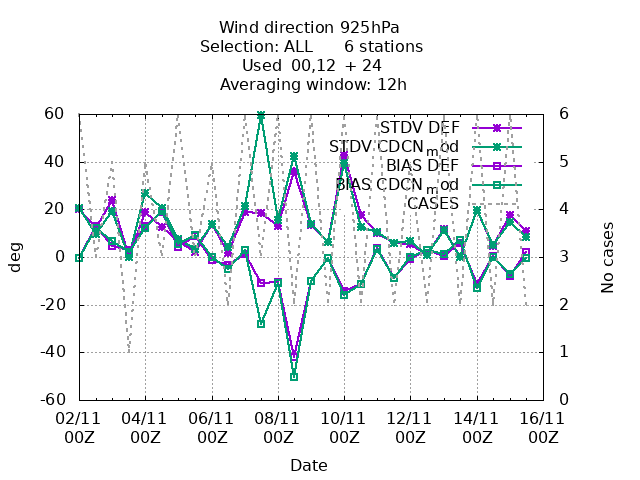 Wind direction 925hPa
Selection: ALL 6 stations
Used 00,12 + 24
Averaging window: 12h
60 6
STDV DEF
STDV CDCN_mod
40 5
BIAS DEF
BIAS CDCN_mod
CASES
20 4
0 3
-20 2
-40 1
-60 0
deg
No cases
02/11 04/11 06/11 08/11 10/11 12/11 14/11 16/11
00Z 00Z 00Z 00Z 00Z 00Z 00Z 00Z
Date